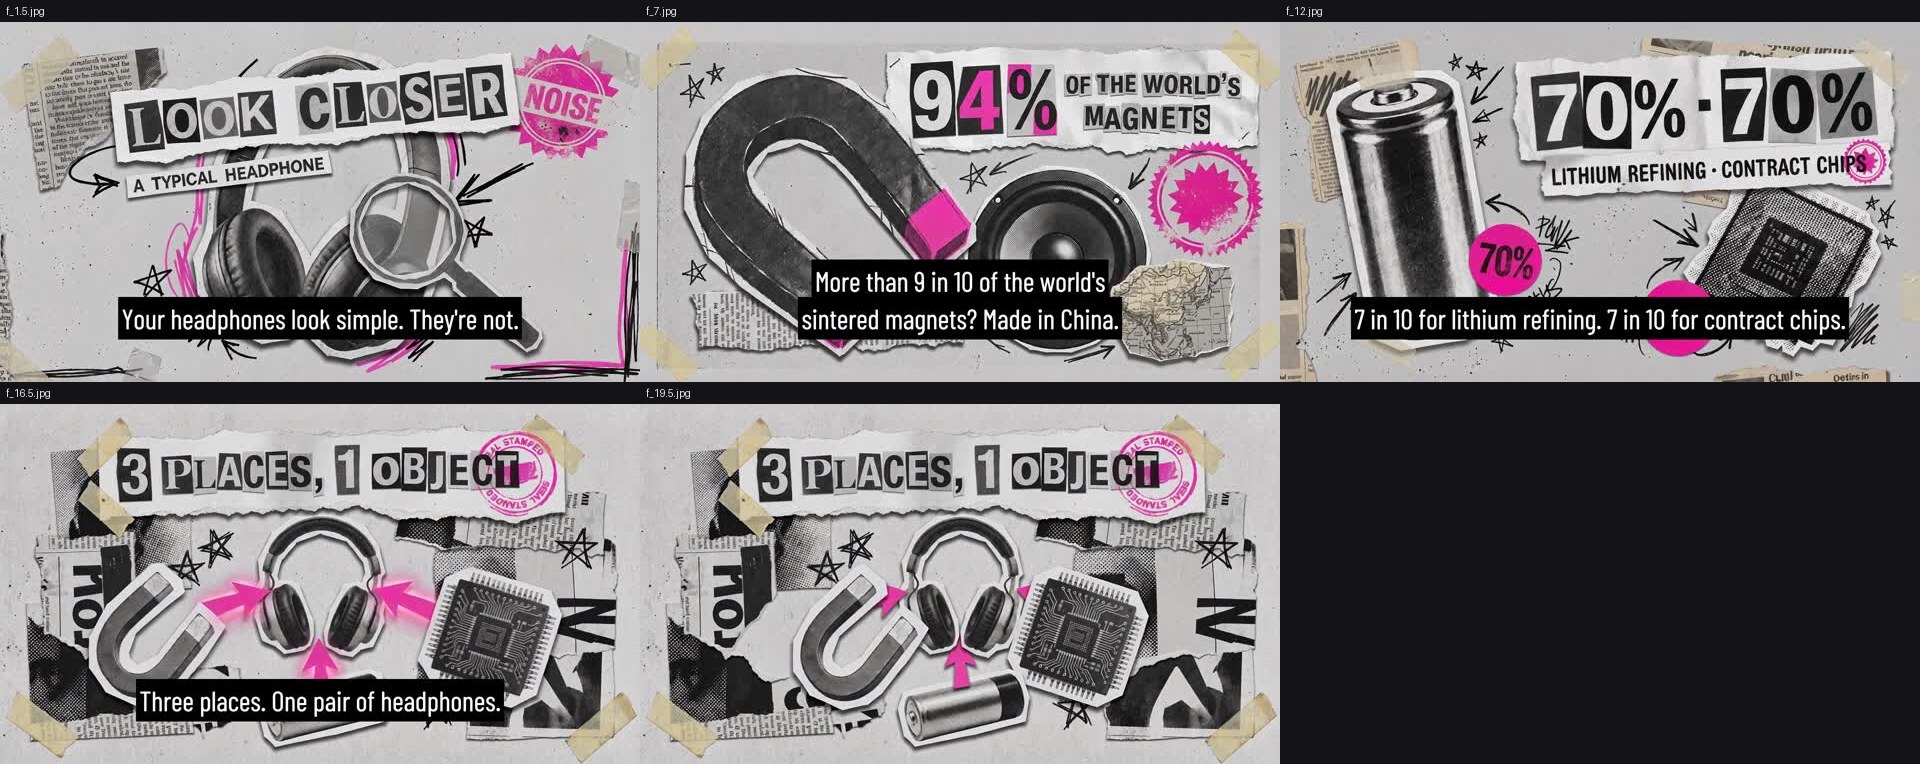 f_1.5.jpg
LOOK CLOSER
NOISE
A TYPICAL HEADPHONE
Your headphones look simple. They're not.
f_7.jpg
94% OF THE WORLD'S
MAGNETS
More than 9 in 10 of the world's
sintered magnets? Made in China.
f_12.jpg
70%·70%
LITHIUM REFINING · CONTRACT CHIPS
70%
7 in 10 for lithium refining. 7 in 10 for contract chips.
f_16.5.jpg
3 PLACES, 1 OBJECT
Three places. One pair of headphones.
f_19.5.jpg
3 PLACES, 1 OBJECT